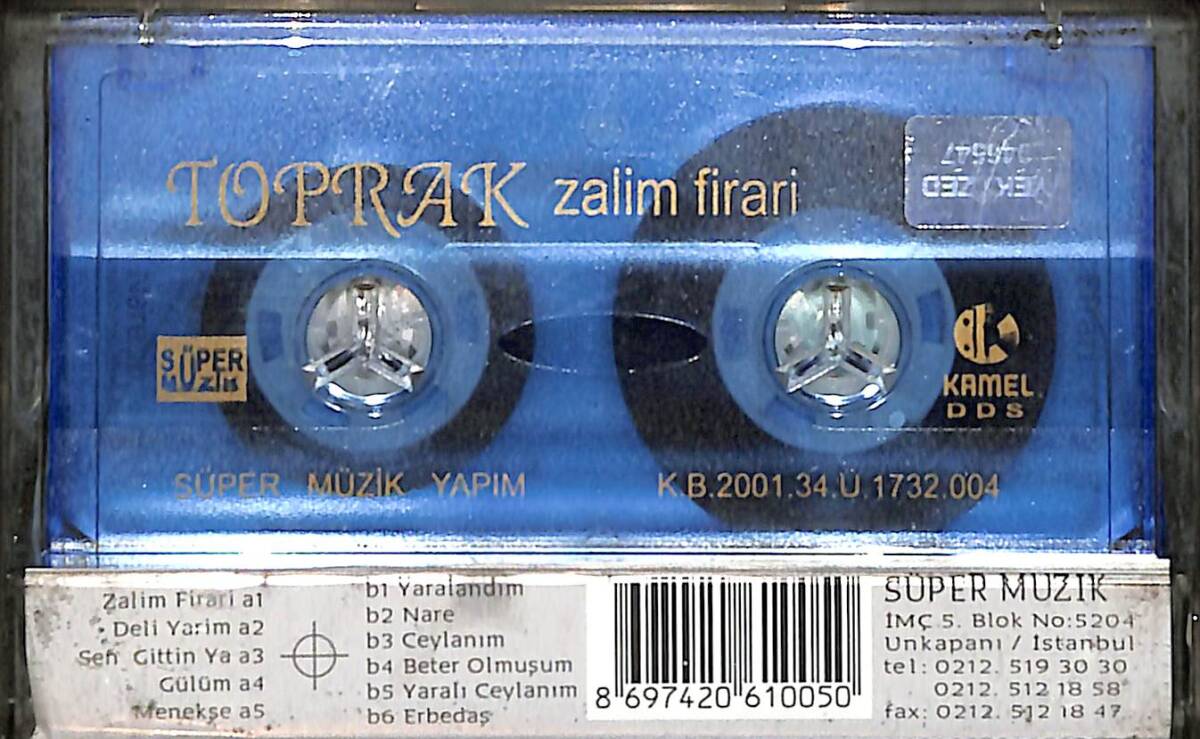 TOPRAK zalim firari
SÜPER
MÜZİK
KAMEL
DDS
SÜPER MÜZİK YAPIM
K.B.2001.34.Ü.1732.004
Zalim Firari a1
Deli Yarim a2
Sen Gittin Ya a3
Gülüm a4
Menekşe a5
b1 Yaralandım
b2 Nare
b3 Ceylanım
b4 Beter Olmuşum
b5 Yaralı Ceylanım
b6 Erbedaş
8 697420 610050
SÜPER MÜZİK
İMÇ 5. Blok No:5204
Unkapanı / İstanbul
tel: 0212. 519 30 30
0212. 512 18 58
fax: 0212. 512 18 47